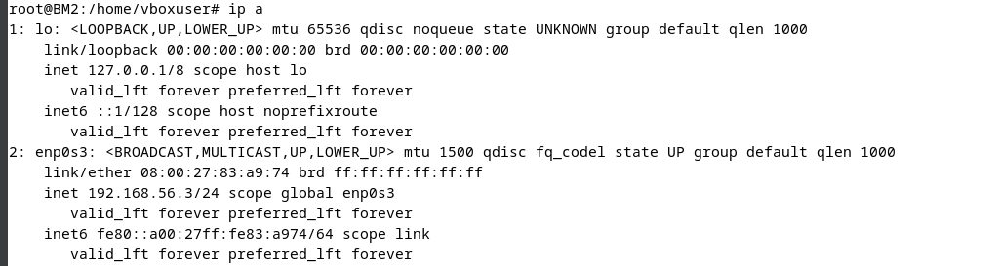 root@BM2:/home/vboxuser# ip a
1: lo: <LOOPBACK,UP,LOWER_UP> mtu 65536 qdisc noqueue state UNKNOWN group default qlen 1000
    link/loopback 00:00:00:00:00:00 brd 00:00:00:00:00:00
    inet 127.0.0.1/8 scope host lo
       valid_lft forever preferred_lft forever
    inet6 ::1/128 scope host noprefixroute
       valid_lft forever preferred_lft forever
2: enp0s3: <BROADCAST,MULTICAST,UP,LOWER_UP> mtu 1500 qdisc fq_codel state UP group default qlen 1000
    link/ether 08:00:27:83:a9:74 brd ff:ff:ff:ff:ff:ff
    inet 192.168.56.3/24 scope global enp0s3
       valid_lft forever preferred_lft forever
    inet6 fe80::a00:27ff:fe83:a974/64 scope link
       valid_lft forever preferred_lft forever